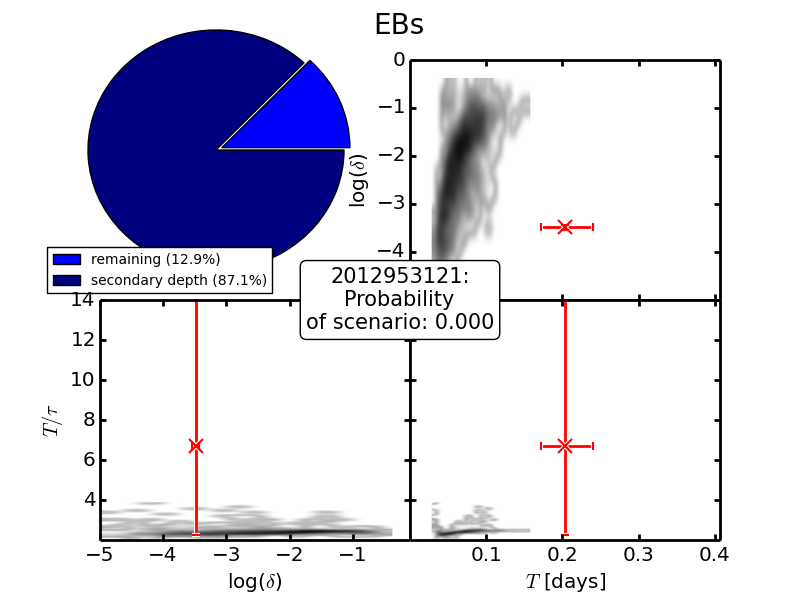 EBs
0
−1
−2
−3
−4
log(δ)
remaining (12.9%)
secondary depth (87.1%)
2012953121:
Probability
of scenario: 0.000
14
12
10
8
6
4
T/τ
−5 −4 −3 −2 −1
log(δ)
0.1 0.2 0.3 0.4
T [days]